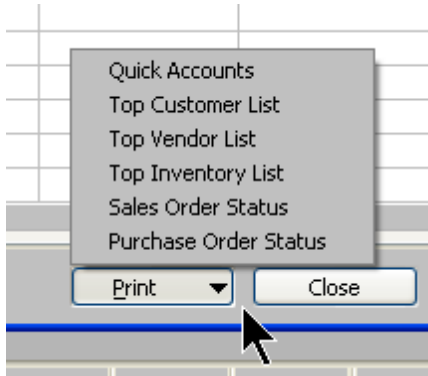 Quick Accounts
Top Customer List
Top Vendor List
Top Inventory List
Sales Order Status
Purchase Order Status
Print
Close